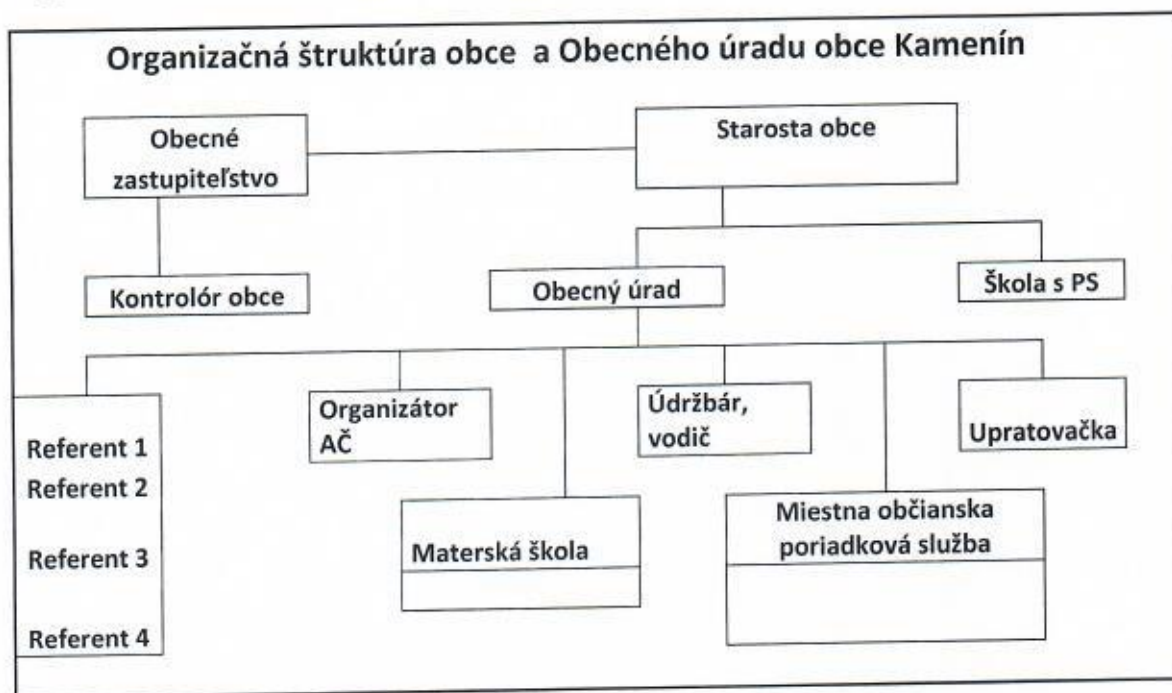 Organizačná štruktúra obce a Obecného úradu obce Kamenín
Obecné
zastupiteľstvo
Starosta obce
Kontrolór obce
Obecný úrad
Škola s PS
Referent 1
Referent 2
Referent 3
Referent 4
Organizátor
AČ
Údržbár,
vodič
Upratovačka
Materská škola
Miestna občianska
poriadková služba